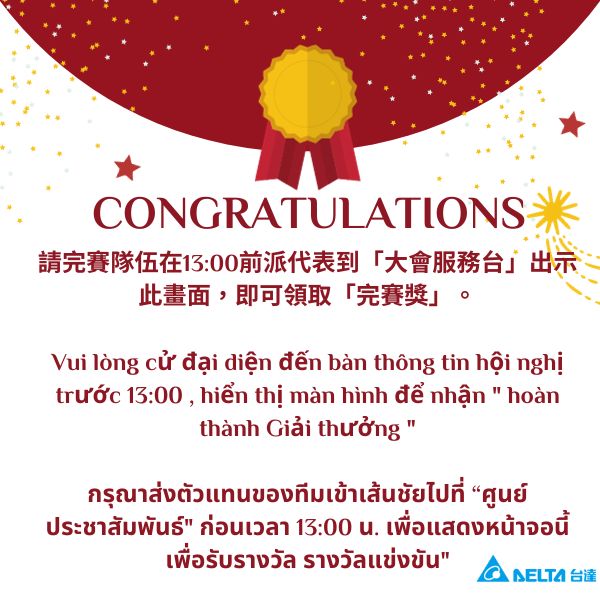 CONGRATULATIONS
請完賽隊伍在13:00前派代表到「大會服務台」出示
此畫面，即可領取「完賽獎」。
Vui lòng cử đại diện đến bàn thông tin hội nghị
trước 13:00 , hiển thị màn hình để nhận " hoàn
thành Giải thưởng "
กรุณาส่งตัวแทนของทีมเข้าเส้นชัยไปที่ “ศูนย์
ประชาสัมพันธ์" ก่อนเวลา 13:00 น. เพื่อแสดงหน้าจอนี้
เพื่อรับรางวัล รางวัลแข่งขัน"
DELTA 台達